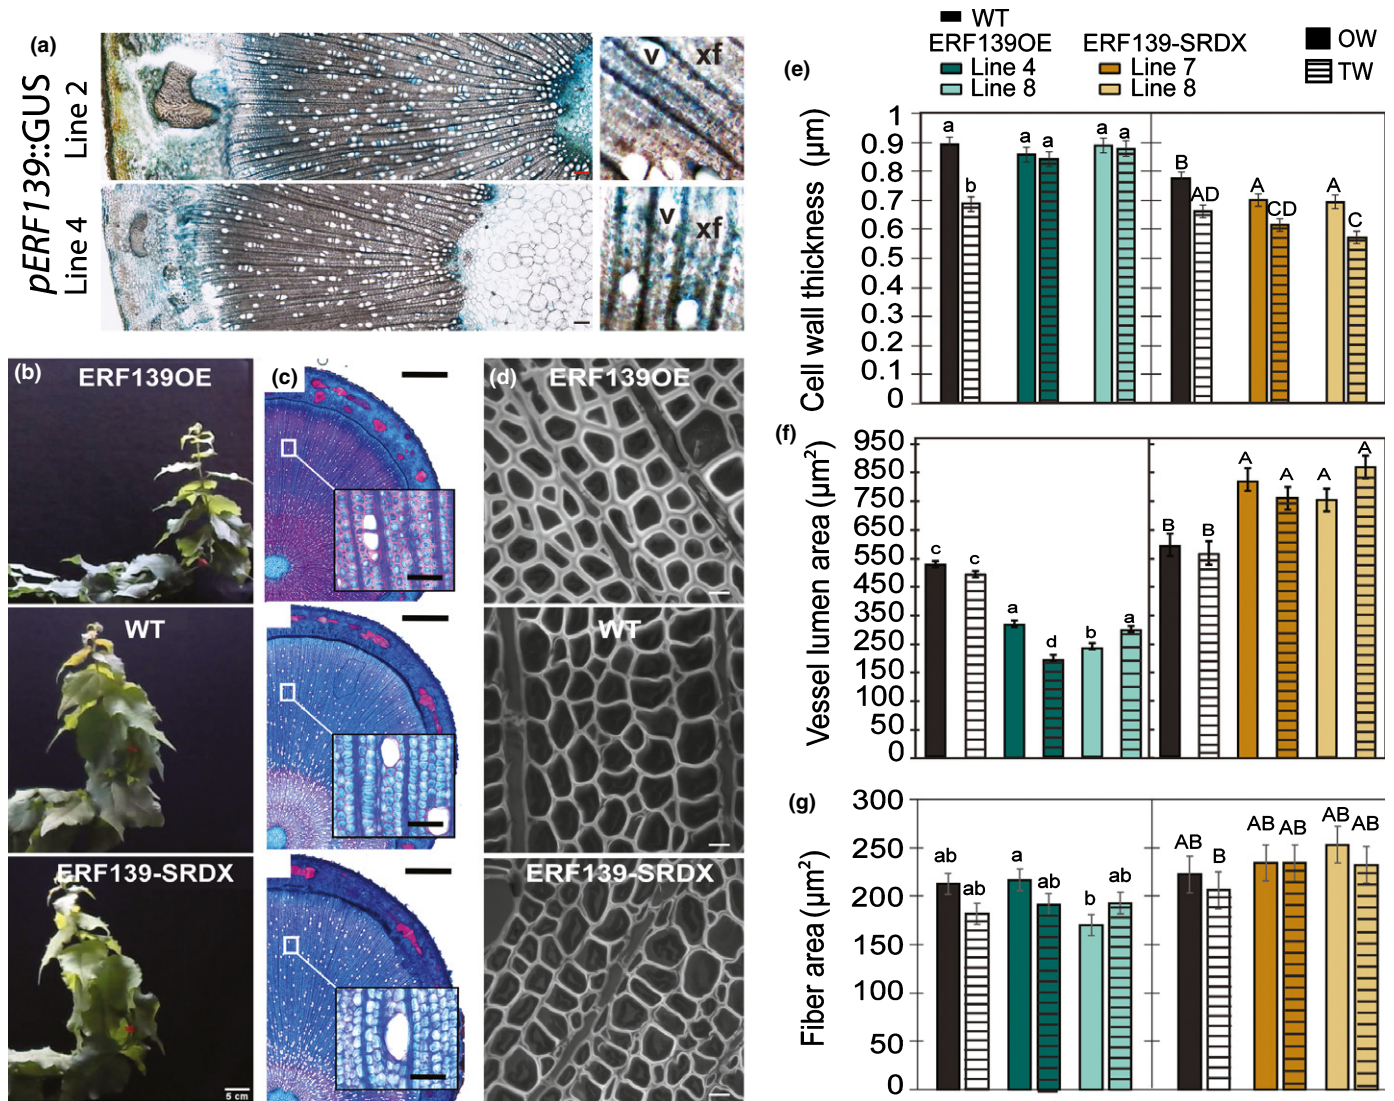 (a)
pERF139::GUS
Line 2
Line 4
v
xf
v
xf
(b)
ERF139OE
WT
ERF139-SRDX
5 cm
(c)
(d)
ERF139OE
WT
ERF139-SRDX
WT
ERF139OE
Line 4
Line 8
ERF139-SRDX
Line 7
Line 8
OW
TW
(e)
Cell wall thickness (μm)
1
0.9
0.8
0.7
0.6
0.5
0.4
0.3
0.2
0.1
0
a b a a a a B AD A CD A C
(f)
Vessel lumen area (μm²)
950
850
750
650
550
450
350
250
150
100
50
0
c c a d b a B B A A A A
(g)
Fiber area (μm²)
300
250
200
150
100
50
0
ab ab a ab b ab AB B AB AB AB AB